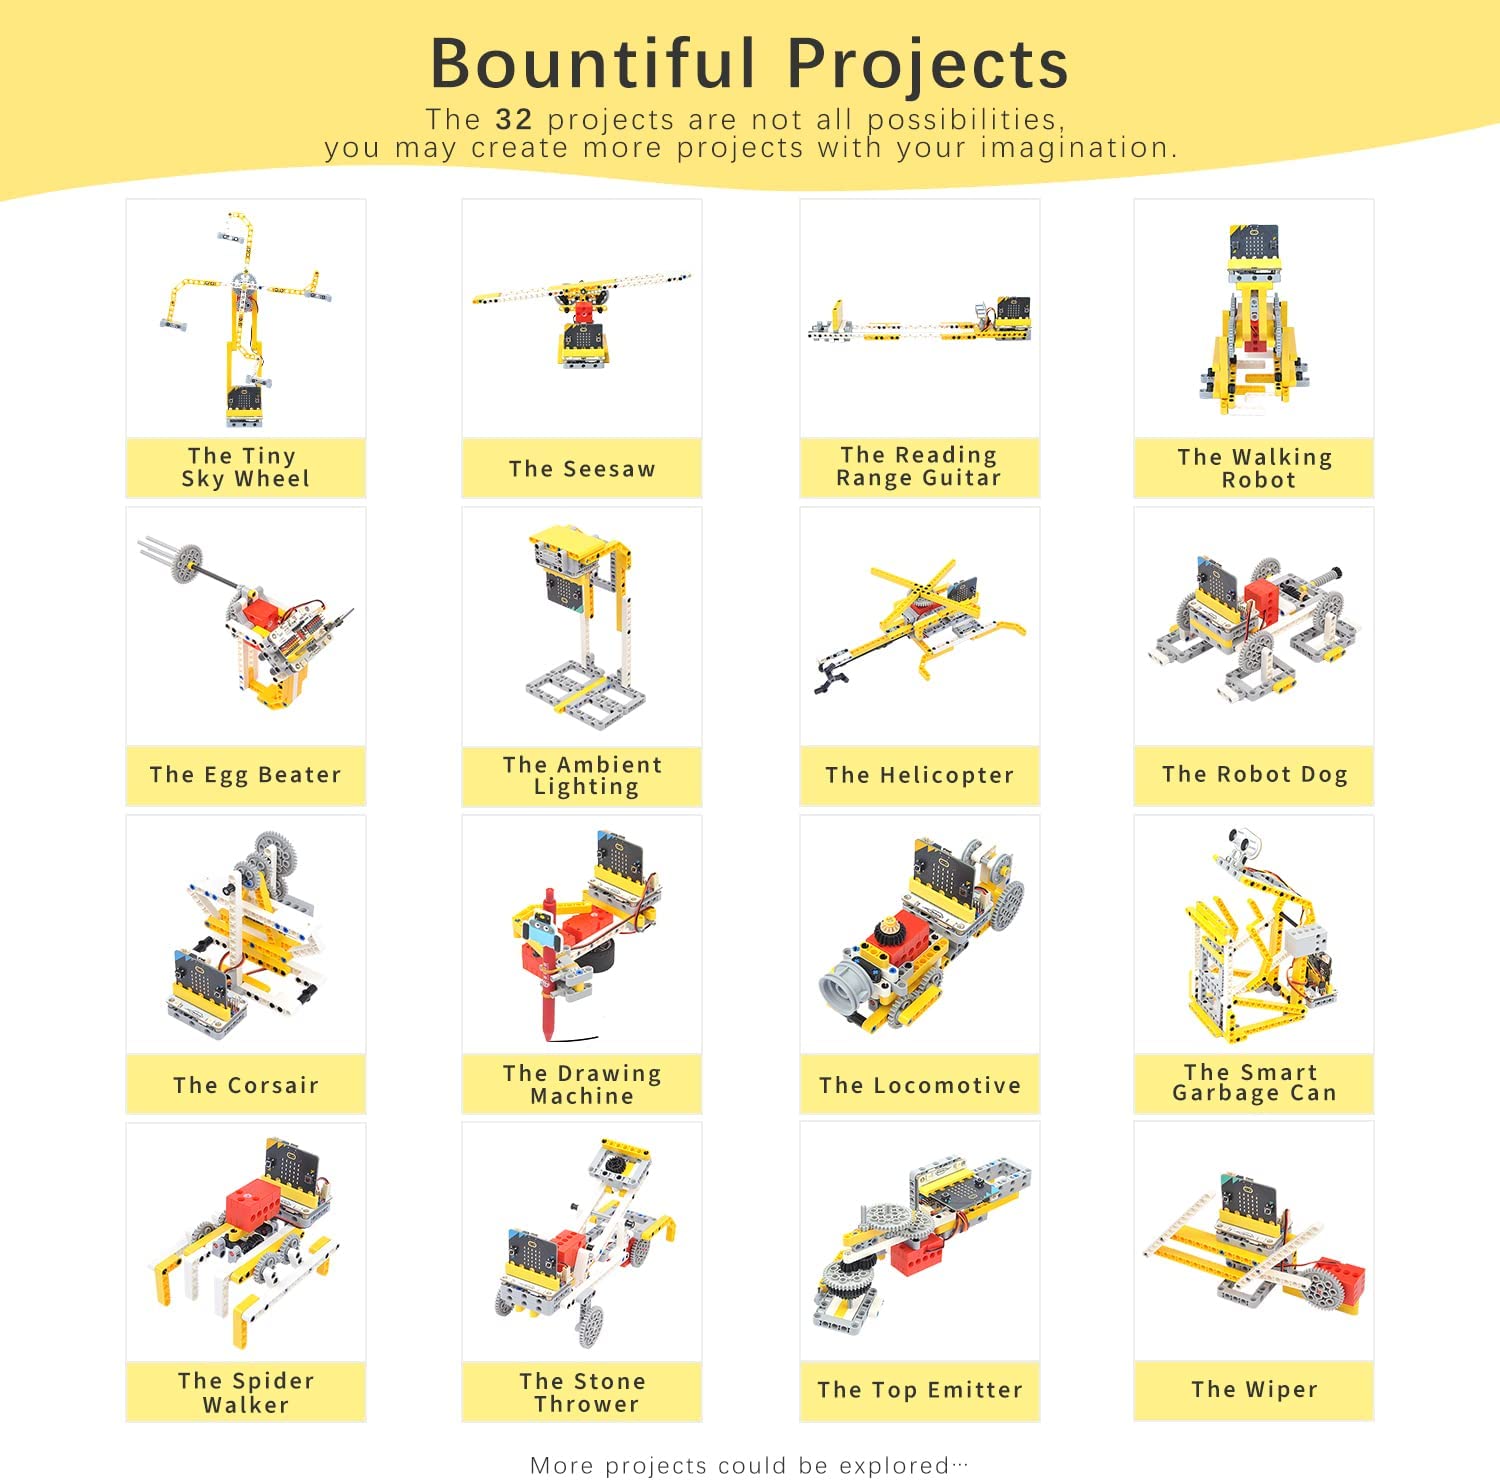 Bountiful Projects
The 32 projects are not all possibilities,
you may create more projects with your imagination.
The Tiny
Sky Wheel
The Seesaw
The Reading
Range Guitar
The Walking
Robot
The Egg Beater
The Ambient
Lighting
The Helicopter
The Robot Dog
The Corsair
The Drawing
Machine
The Locomotive
The Smart
Garbage Can
The Spider
Walker
The Stone
Thrower
The Top Emitter
The Wiper
More projects could be explored···